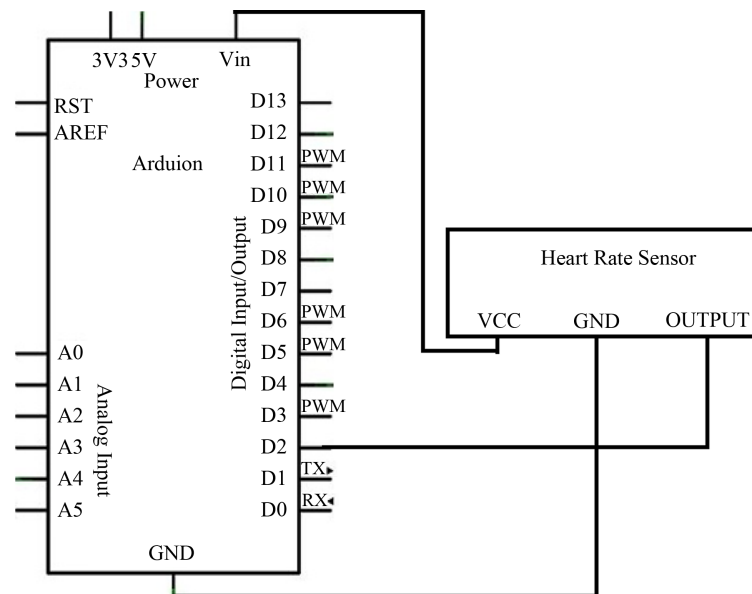 3V3 5V Vin
Power
RST D13
AREF D12
Arduion D11 PWM
D10 PWM
D9 PWM
D8
D7
D6 PWM
A0 D5 PWM
A1 D4
A2 D3 PWM
A3 D2
A4 D1 TX
A5 D0 RX
Analog Input
Digital Input/Output
GND
Heart Rate Sensor
VCC GND OUTPUT